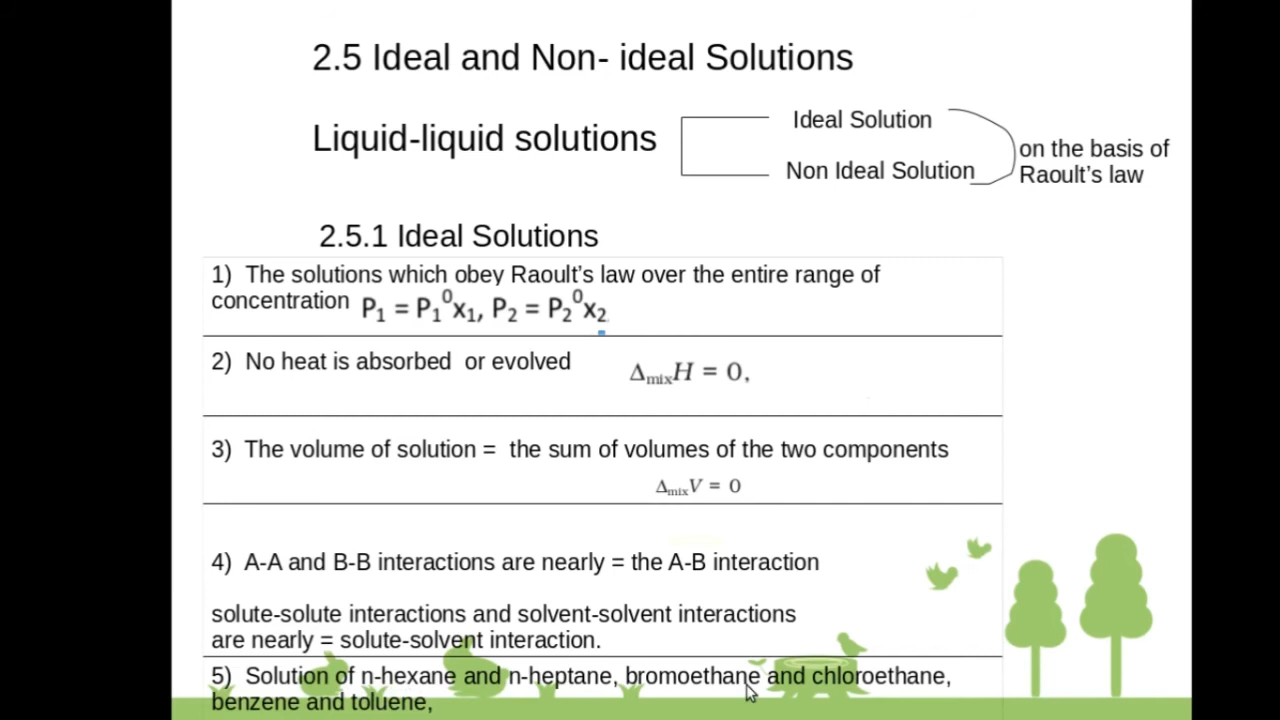 2.5 Ideal and Non- ideal Solutions
Liquid-liquid solutions
Ideal Solution
Non Ideal Solution
on the basis of
Raoult's law
2.5.1 Ideal Solutions
1) The solutions which obey Raoult's law over the entire range of
concentration P₁ = P₁⁰x₁, P₂ = P₂⁰x₂
2) No heat is absorbed or evolved ΔmixH = 0,
3) The volume of solution = the sum of volumes of the two components
ΔmixV = 0
4) A-A and B-B interactions are nearly = the A-B interaction
solute-solute interactions and solvent-solvent interactions
are nearly = solute-solvent interaction.
5) Solution of n-hexane and n-heptane, bromoethane and chloroethane,
benzene and toluene,